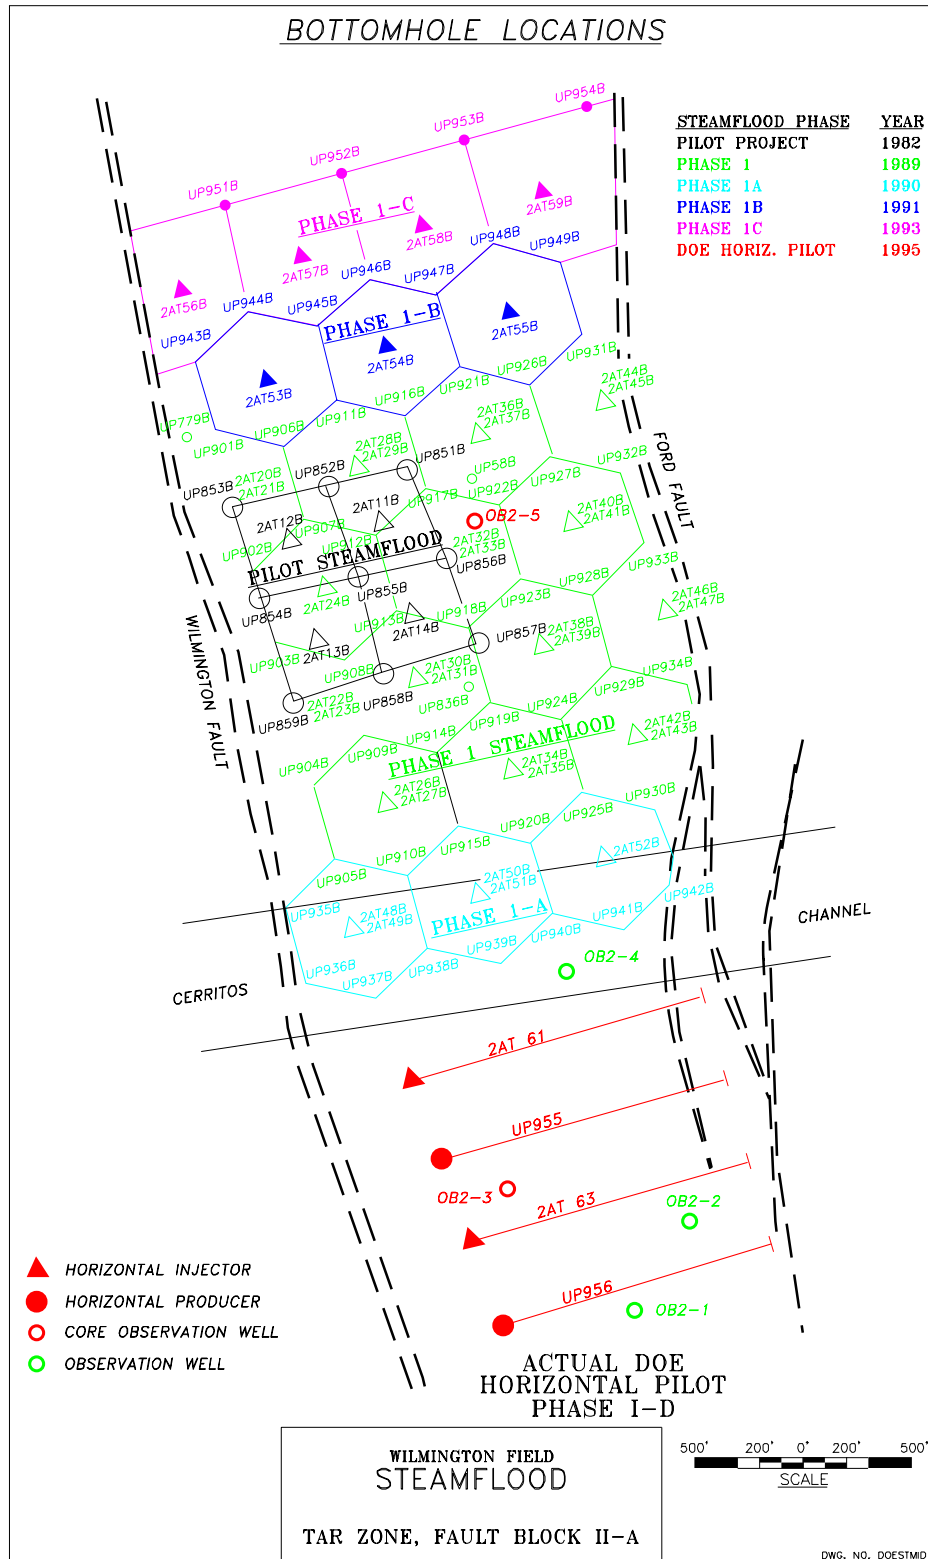 BOTTOMHOLE LOCATIONS
STEAMFLOOD PHASE YEAR
PILOT PROJECT 1982
PHASE 1 1989
PHASE 1A 1990
PHASE 1B 1991
PHASE 1C 1993
DOE HORIZ. PILOT 1995
UP954B
UP953B
UP952B
UP951B
PHASE 1-C
2AT59B
2AT58B
2AT57B
2AT56B
UP949B
UP948B
UP947B
UP946B
UP945B
UP944B
UP943B
PHASE 1-B
2AT55B
2AT54B
2AT53B
UP931B
UP926B
UP921B
UP916B
UP911B
UP906B
UP901B
UP779B
2AT44B
2AT45B
2AT36B
2AT37B
2AT28B
2AT29B
2AT20B
2AT21B
UP851B
UP852B
UP853B
UP58B
UP932B
UP927B
UP922B
UP917B
UP912B
UP907B
UP902B
FORD FAULT
OB2-5
2AT40B
2AT41B
2AT11B
2AT12B
2AT32B
2AT33B
PILOT STEAMFLOOD
UP856B
UP855B
UP854B
2AT24B
UP933B
UP928B
UP923B
UP918B
UP913B
UP908B
UP903B
2AT46B
2AT47B
2AT38B
2AT39B
2AT14B
2AT13B
UP857B
UP858B
UP859B
2AT30B
2AT31B
2AT22B
2AT23B
UP836B
WILMINGTON FAULT
UP934B
UP929B
UP924B
UP919B
UP914B
UP909B
UP904B
PHASE 1 STEAMFLOOD
2AT42B
2AT43B
2AT34B
2AT35B
2AT26B
2AT27B
UP930B
UP925B
UP920B
UP915B
UP910B
UP905B
2AT52B
2AT50B
2AT51B
2AT48B
2AT49B
PHASE 1-A
UP935B
UP936B
UP937B
UP938B
UP939B
UP940B
UP941B
UP942B
CHANNEL
CERRITOS
OB2-4
2AT 61
UP955
OB2-3
2AT 63
OB2-2
UP956
OB2-1
HORIZONTAL INJECTOR
HORIZONTAL PRODUCER
CORE OBSERVATION WELL
OBSERVATION WELL
ACTUAL DOE
HORIZONTAL PILOT
PHASE I-D
WILMINGTON FIELD
STEAMFLOOD
TAR ZONE, FAULT BLOCK II-A
500' 200' 0' 200' 500'
SCALE
DWG. NO. DOESTMID